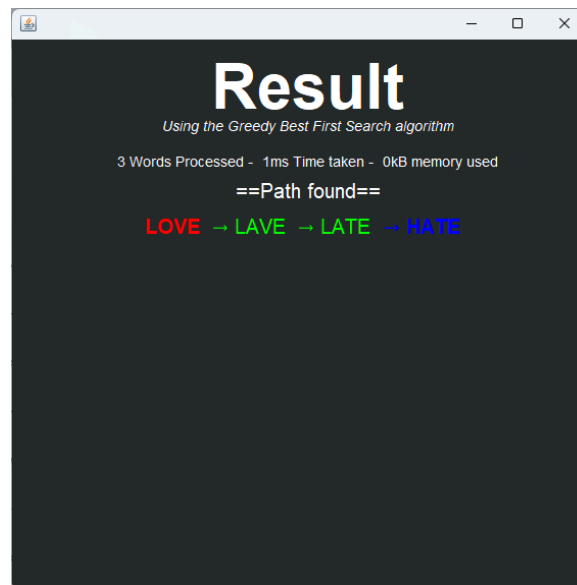 Result
Using the Greedy Best First Search algorithm
3 Words Processed - 1ms Time taken - 0kB memory used
==Path found==
LOVE → LAVE → LATE → HATE